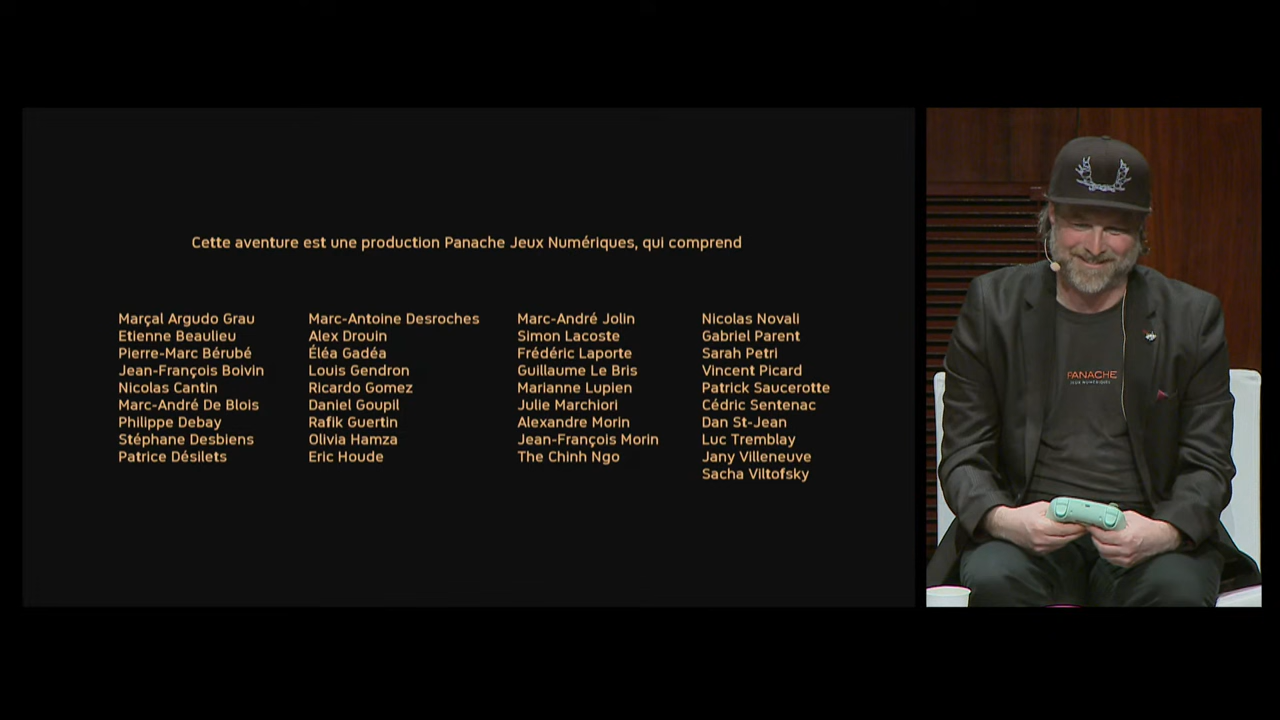 Cette aventure est une production Panache Jeux Numériques, qui comprend
Marçal Argudo Grau
Etienne Beaulieu
Pierre-Marc Bérubé
Jean-François Boivin
Nicolas Cantin
Marc-André De Blois
Philippe Debay
Stéphane Desbiens
Patrice Désilets
Marc-Antoine Desroches
Alex Drouin
Éléa Gadéa
Louis Gendron
Ricardo Gomez
Daniel Goupil
Rafik Guertin
Olivia Hamza
Eric Houde
Marc-André Jolin
Simon Lacoste
Frédéric Laporte
Guillaume Le Bris
Marianne Lupien
Julie Marchiori
Alexandre Morin
Jean-François Morin
The Chinh Ngo
Nicolas Novali
Gabriel Parent
Sarah Petri
Vincent Picard
Patrick Saucerotte
Cédric Sentenac
Dan St-Jean
Luc Tremblay
Jany Villeneuve
Sacha Viltofsky
PANACHE
JEUX NUMÉRIQUES